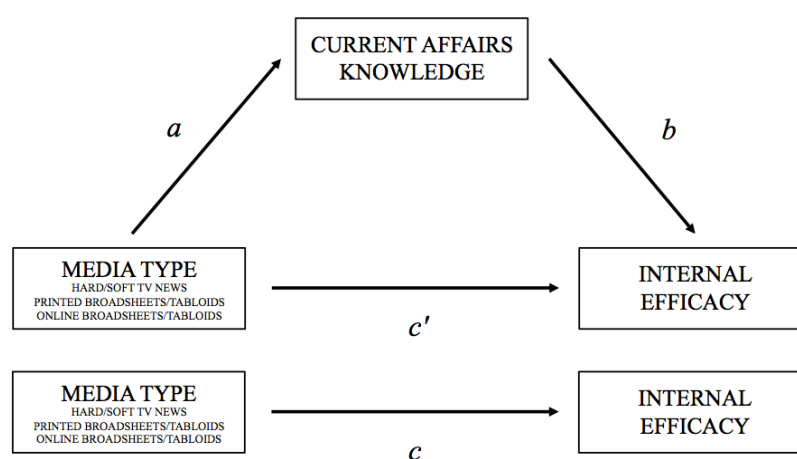 CURRENT AFFAIRS
KNOWLEDGE
a
b
MEDIA TYPE
HARD/SOFT TV NEWS
PRINTED BROADSHEETS/TABLOIDS
ONLINE BROADSHEETS/TABLOIDS
c'
INTERNAL
EFFICACY
MEDIA TYPE
HARD/SOFT TV NEWS
PRINTED BROADSHEETS/TABLOIDS
ONLINE BROADSHEETS/TABLOIDS
c
INTERNAL
EFFICACY